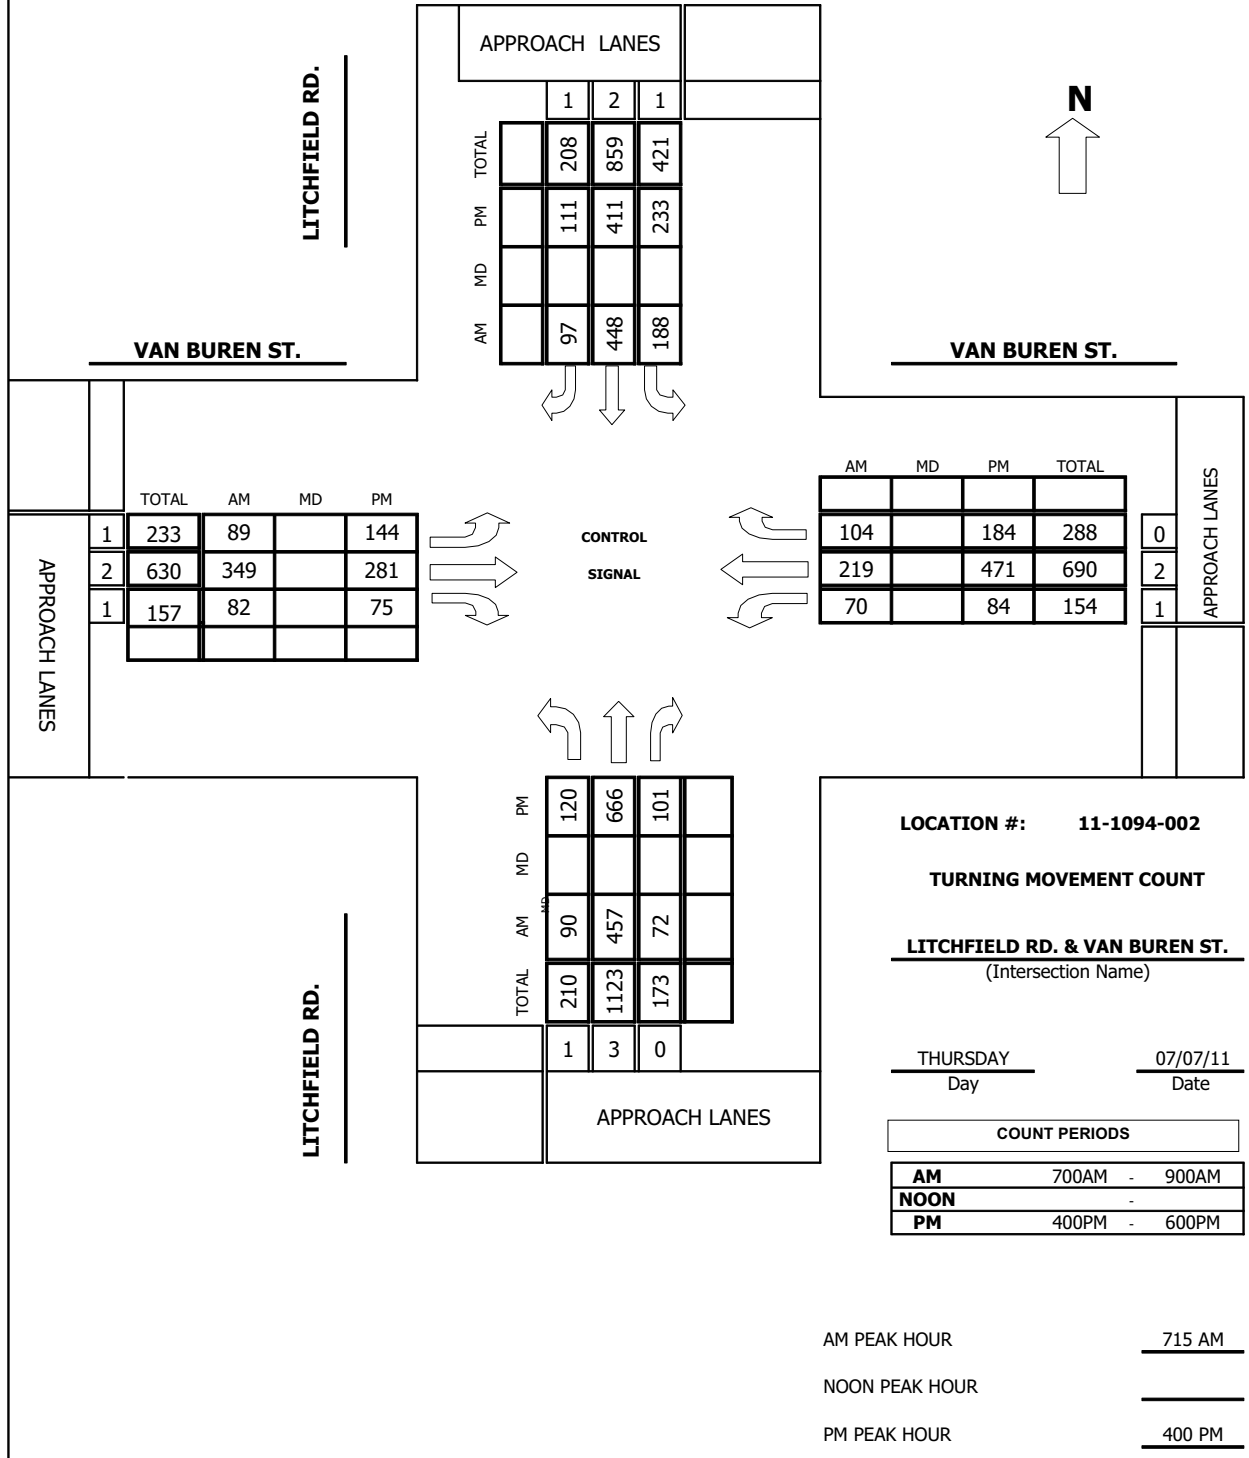 APPROACH LANES
1 2 1
LITCHFIELD RD.
N
TOTAL 208 859 421
PM 111 411 233
MD
AM 97 448 188
VAN BUREN ST.
VAN BUREN ST.
AM MD PM TOTAL
104 184 288 0
219 471 690 2
70 84 154 1
APPROACH LANES
TOTAL AM MD PM
1 233 89 144
2 630 349 281
1 157 82 75
APPROACH LANES
CONTROL
SIGNAL
PM 120 666 101
MD
MD
AM 90 457 72
TOTAL 210 1123 173
1 3 0
APPROACH LANES
LITCHFIELD RD.
LOCATION #: 11-1094-002
TURNING MOVEMENT COUNT
LITCHFIELD RD. & VAN BUREN ST.
(Intersection Name)
THURSDAY 07/07/11
Day Date
COUNT PERIODS
AM 700AM - 900AM
NOON -
PM 400PM - 600PM
AM PEAK HOUR 715 AM
NOON PEAK HOUR
PM PEAK HOUR 400 PM